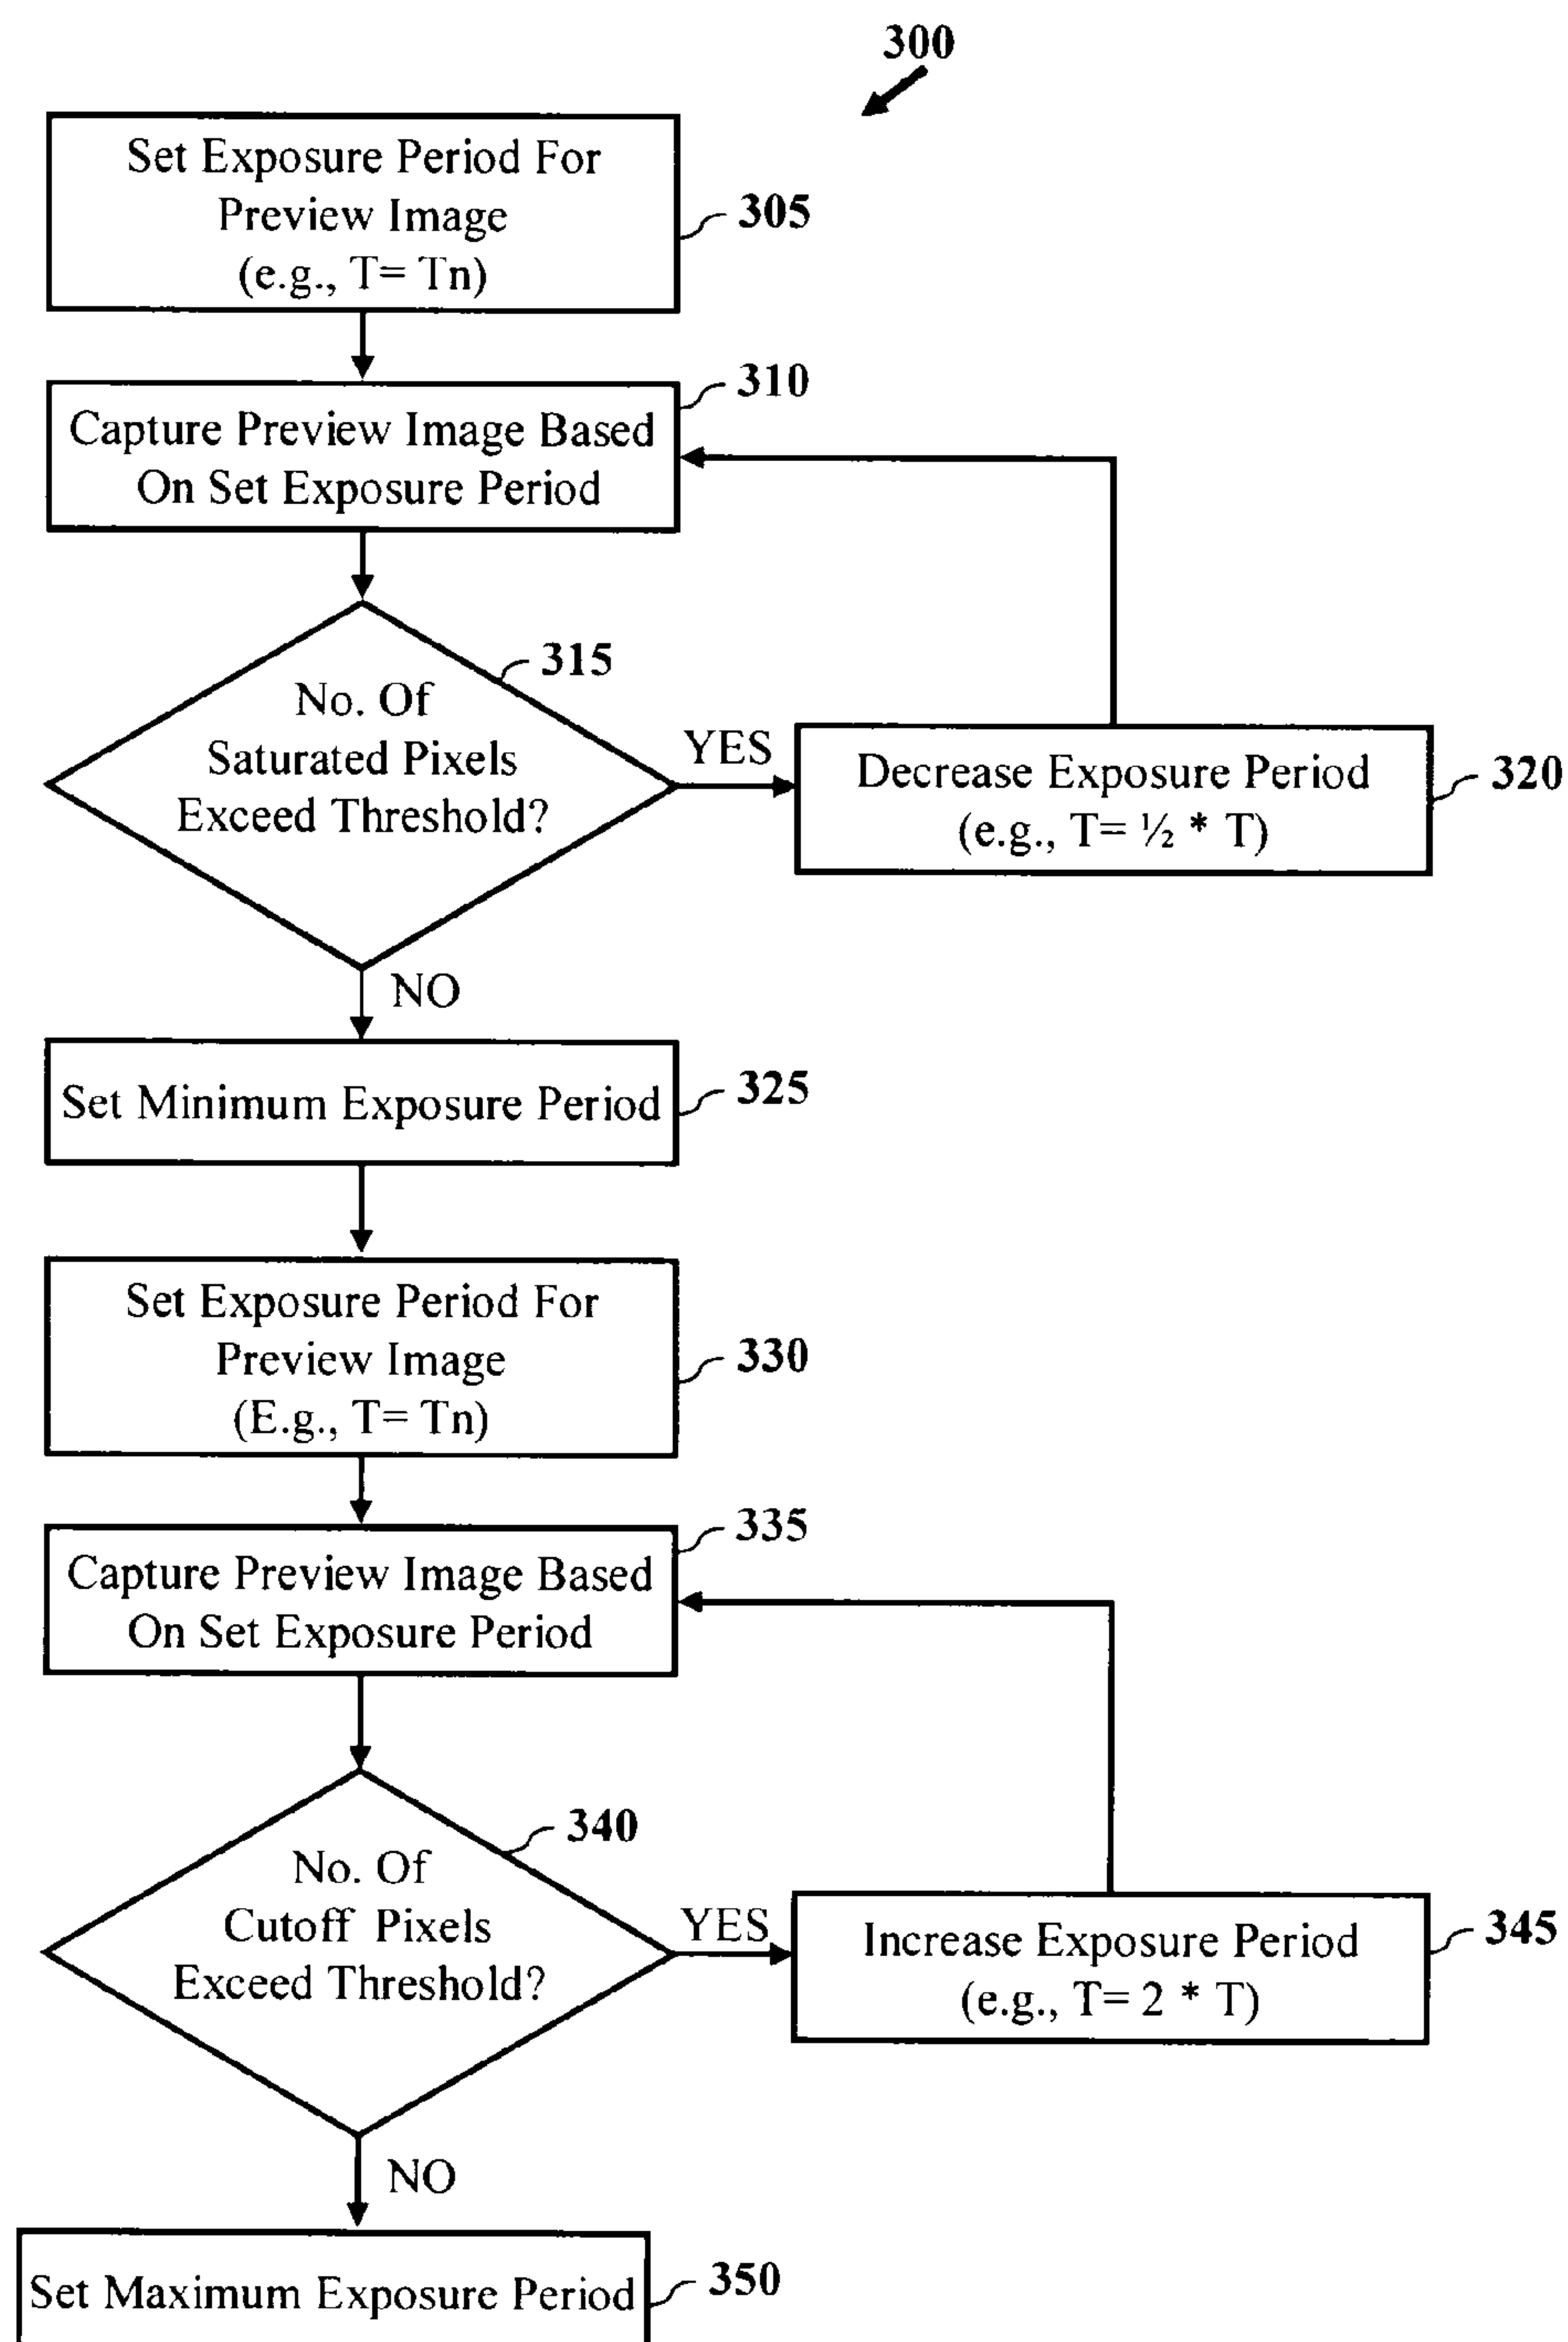 300
Set Exposure Period For
Preview Image
(e.g., T= Tn)
305
310
Capture Preview Image Based
On Set Exposure Period
315
No. Of
Saturated Pixels
Exceed Threshold?
YES
Decrease Exposure Period
(e.g., T= ½ * T)
320
NO
Set Minimum Exposure Period
325
Set Exposure Period For
Preview Image
(E.g., T= Tn)
330
335
Capture Preview Image Based
On Set Exposure Period
340
No. Of
Cutoff Pixels
Exceed Threshold?
YES
Increase Exposure Period
(e.g., T= 2 * T)
345
NO
Set Maximum Exposure Period
350